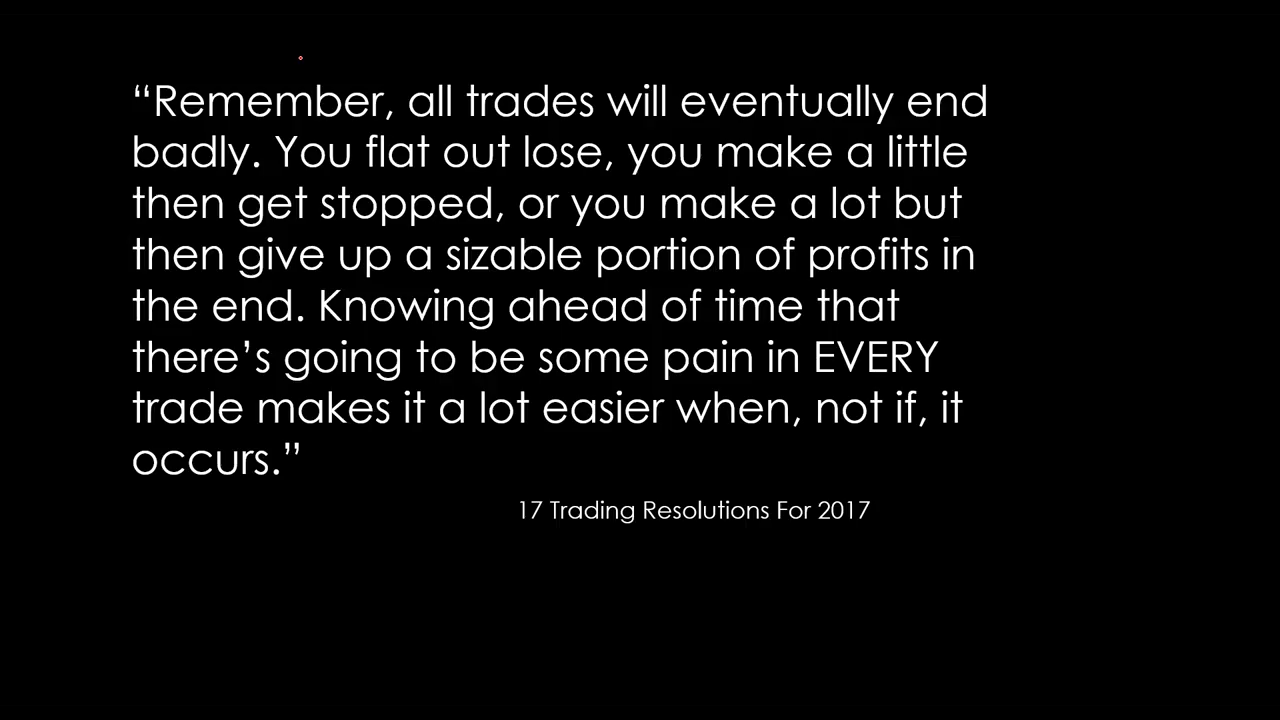 “Remember, all trades will eventually end
badly. You flat out lose, you make a little
then get stopped, or you make a lot but
then give up a sizable portion of profits in
the end. Knowing ahead of time that
there’s going to be some pain in EVERY
trade makes it a lot easier when, not if, it
occurs.”
17 Trading Resolutions For 2017